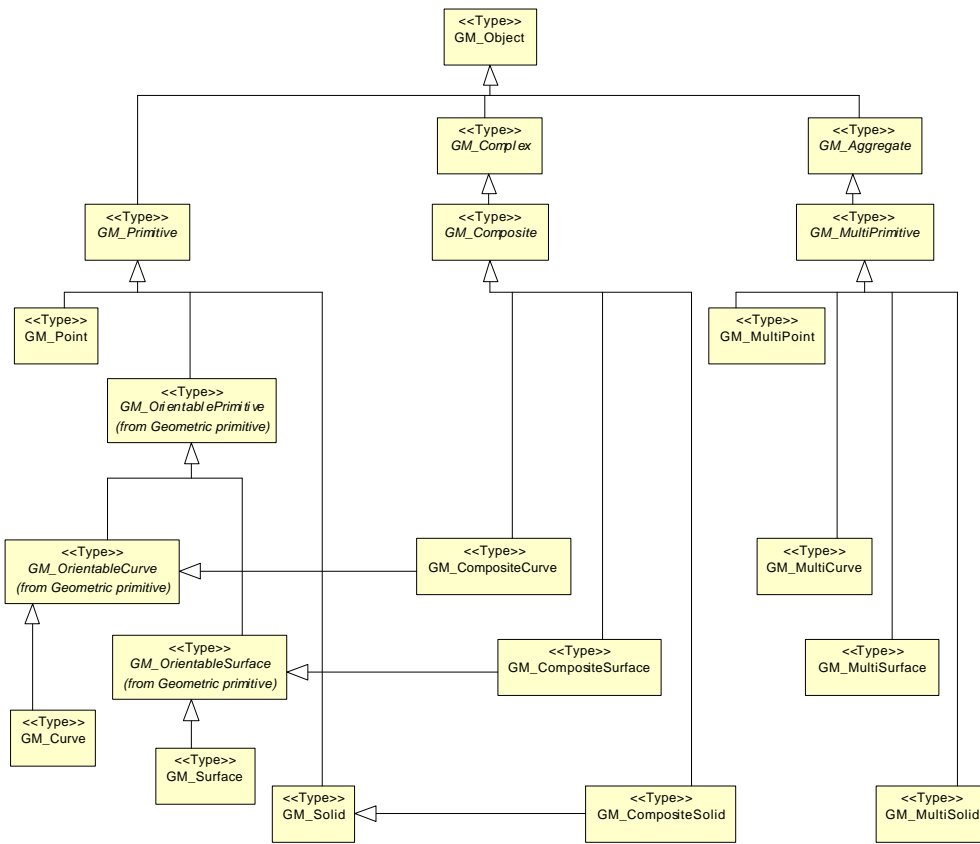 <<Type>>
GM_Object
<<Type>>
GM_Complex
<<Type>>
GM_Aggregate
<<Type>>
GM_Primitive
<<Type>>
GM_Composite
<<Type>>
GM_MultiPrimitive
<<Type>>
GM_Point
<<Type>>
GM_MultiPoint
<<Type>>
GM_OrientablePrimitive
(from Geometric primitive)
<<Type>>
GM_OrientableCurve
(from Geometric primitive)
<<Type>>
GM_CompositeCurve
<<Type>>
GM_MultiCurve
<<Type>>
GM_OrientableSurface
(from Geometric primitive)
<<Type>>
GM_CompositeSurface
<<Type>>
GM_MultiSurface
<<Type>>
GM_Curve
<<Type>>
GM_Surface
<<Type>>
GM_Solid
<<Type>>
GM_CompositeSolid
<<Type>>
GM_MultiSolid